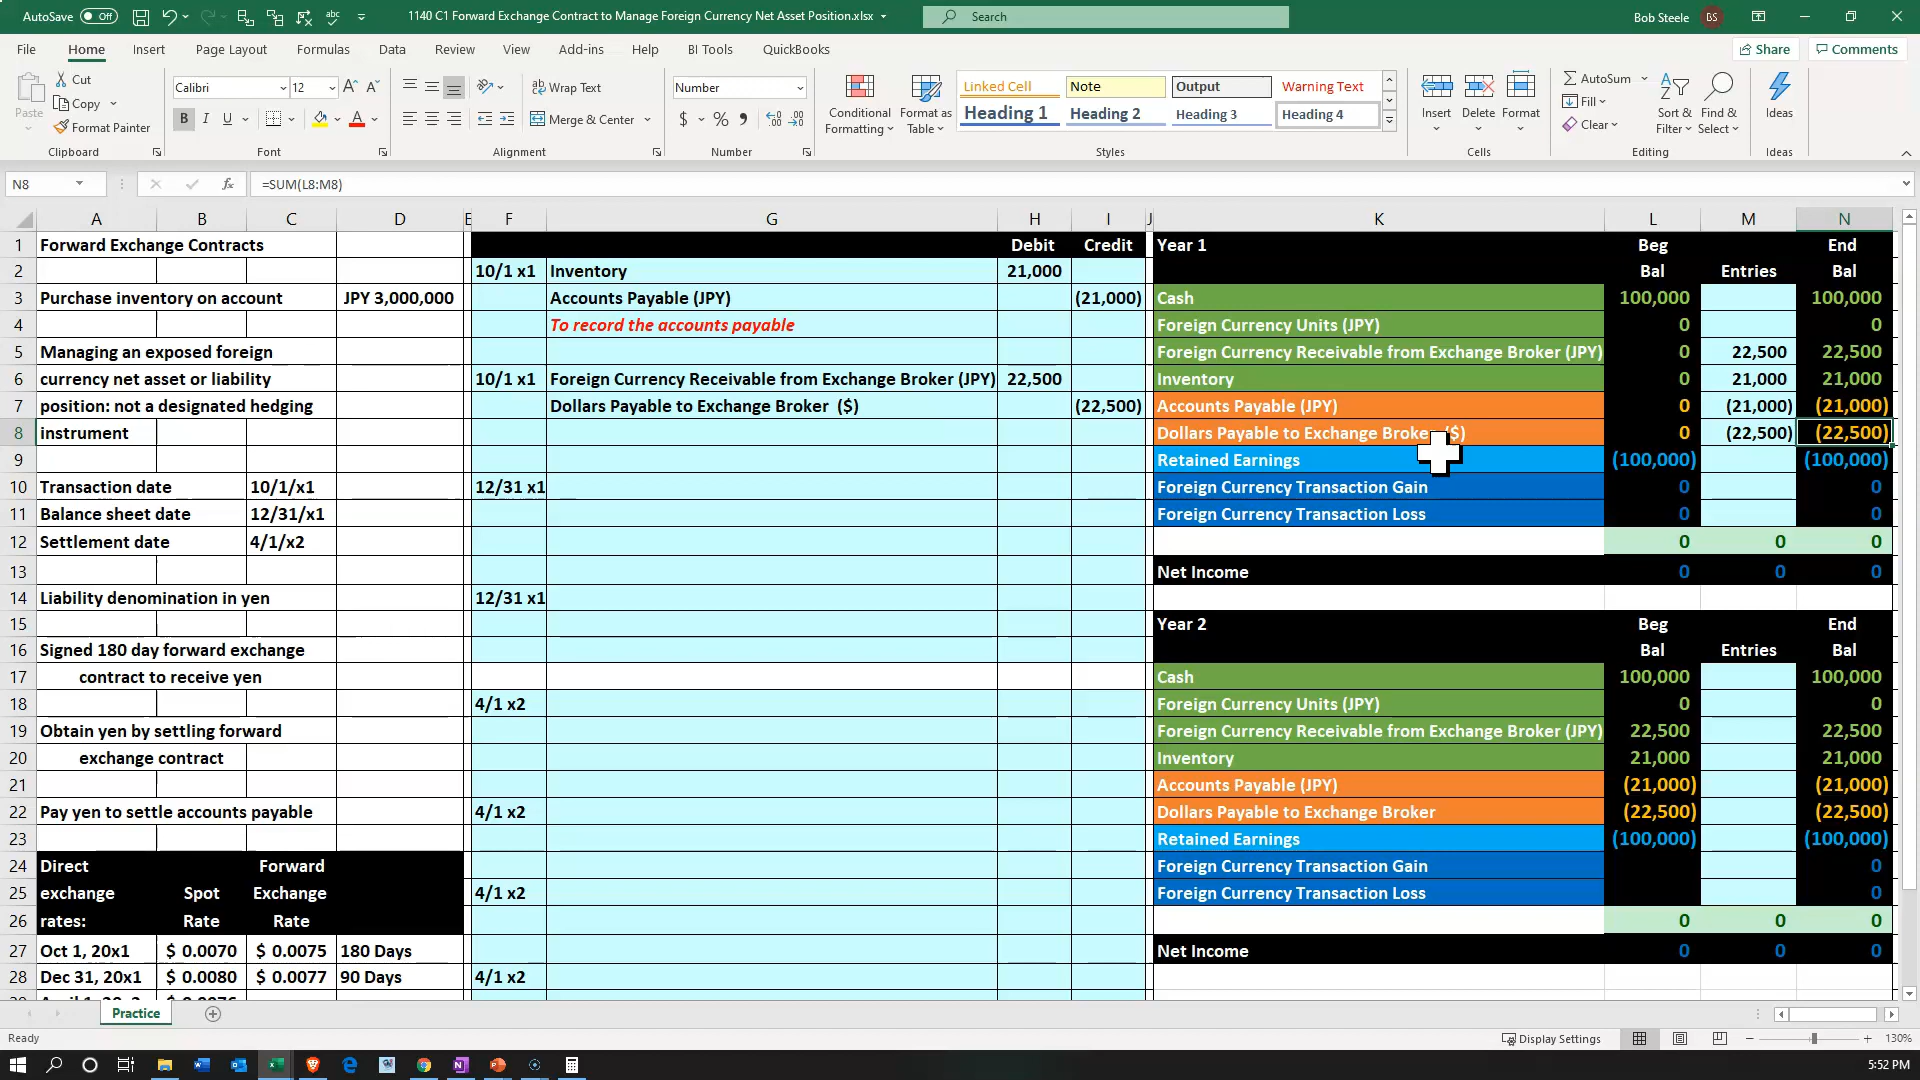 AutoSave Off 1140 C1 Forward Exchange Contract to Manage Foreign Currency Net Asset Position.xlsx Search Bob Steele BS
File Home Insert Page Layout Formulas Data Review View Add-ins Help BI Tools QuickBooks Share Comments
Paste Cut Copy Format Painter
Calibri 12
B I U
Wrap Text
Merge & Center
Number
$ %
Conditional Formatting
Format as Table
Linked Cell Note Output Warning Text
Heading 1 Heading 2 Heading 3 Heading 4
Insert Delete Format
AutoSum
Fill
Clear
Sort & Filter
Find & Select
Ideas
Clipboard Font Alignment Number Styles Cells Editing Ideas
N8 fx =SUM(L8:M8)
A B C D E F G H I J K L M N
1 Forward Exchange Contracts Debit Credit Year 1 Beg End
2 10/1 x1 Inventory 21,000 Bal Entries Bal
3 Purchase inventory on account JPY 3,000,000 Accounts Payable (JPY) (21,000) Cash 100,000 100,000
4 To record the accounts payable Foreign Currency Units (JPY) 0 0
5 Managing an exposed foreign Foreign Currency Receivable from Exchange Broker (JPY) 0 22,500 22,500
6 currency net asset or liability 10/1 x1 Foreign Currency Receivable from Exchange Broker (JPY) 22,500 Inventory 0 21,000 21,000
7 position: not a designated hedging Dollars Payable to Exchange Broker ($) (22,500) Accounts Payable (JPY) 0 (21,000) (21,000)
8 instrument Dollars Payable to Exchange Broker ($) 0 (22,500) (22,500)
9 Retained Earnings (100,000) (100,000)
10 Transaction date 10/1/x1 12/31 x1 Foreign Currency Transaction Gain 0 0
11 Balance sheet date 12/31/x1 Foreign Currency Transaction Loss 0 0
12 Settlement date 4/1/x2 0 0 0
13 Net Income 0 0 0
14 Liability denomination in yen 12/31 x1
15 Year 2 Beg End
16 Signed 180 day forward exchange Bal Entries Bal
17 contract to receive yen Cash 100,000 100,000
18 4/1 x2 Foreign Currency Units (JPY) 0 0
19 Obtain yen by settling forward Foreign Currency Receivable from Exchange Broker (JPY) 22,500 22,500
20 exchange contract Inventory 21,000 21,000
21 Accounts Payable (JPY) (21,000) (21,000)
22 Pay yen to settle accounts payable 4/1 x2 Dollars Payable to Exchange Broker (22,500) (22,500)
23 Retained Earnings (100,000) (100,000)
24 Direct Forward Foreign Currency Transaction Gain 0
25 exchange Spot Exchange 4/1 x2 Foreign Currency Transaction Loss 0
26 rates: Rate Rate 0 0 0
27 Oct 1, 20x1 $ 0.0070 $ 0.0075 180 Days Net Income 0 0 0
28 Dec 31, 20x1 $ 0.0080 $ 0.0077 90 Days 4/1 x2
Practice
Ready Display Settings 130%
5:52 PM